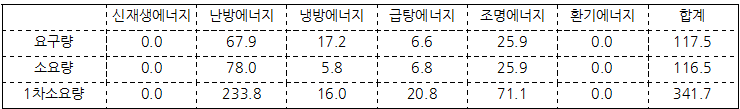 신재생에너지 난방에너지 냉방에너지 급탕에너지 조명에너지 환기에너지 합계
요구량 0.0 67.9 17.2 6.6 25.9 0.0 117.5
소요량 0.0 78.0 5.8 6.8 25.9 0.0 116.5
1차소요량 0.0 233.8 16.0 20.8 71.1 0.0 341.7